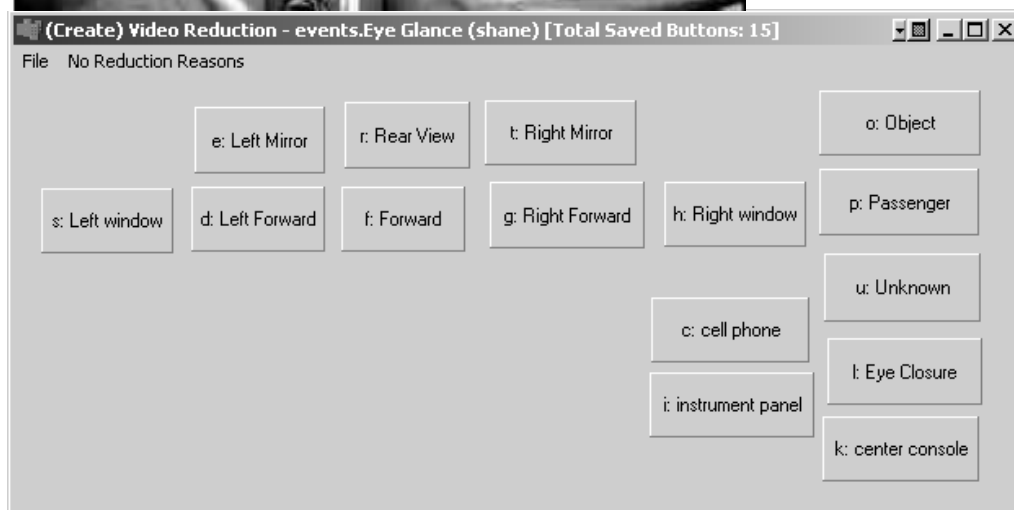 (Create) Video Reduction - events.Eye Glance (shane) [Total Saved Buttons: 15]
File No Reduction Reasons
e: Left Mirror
r: Rear View
t: Right Mirror
o: Object
s: Left window
d: Left Forward
f: Forward
g: Right Forward
h: Right window
p: Passenger
u: Unknown
c: cell phone
l: Eye Closure
i: instrument panel
k: center console